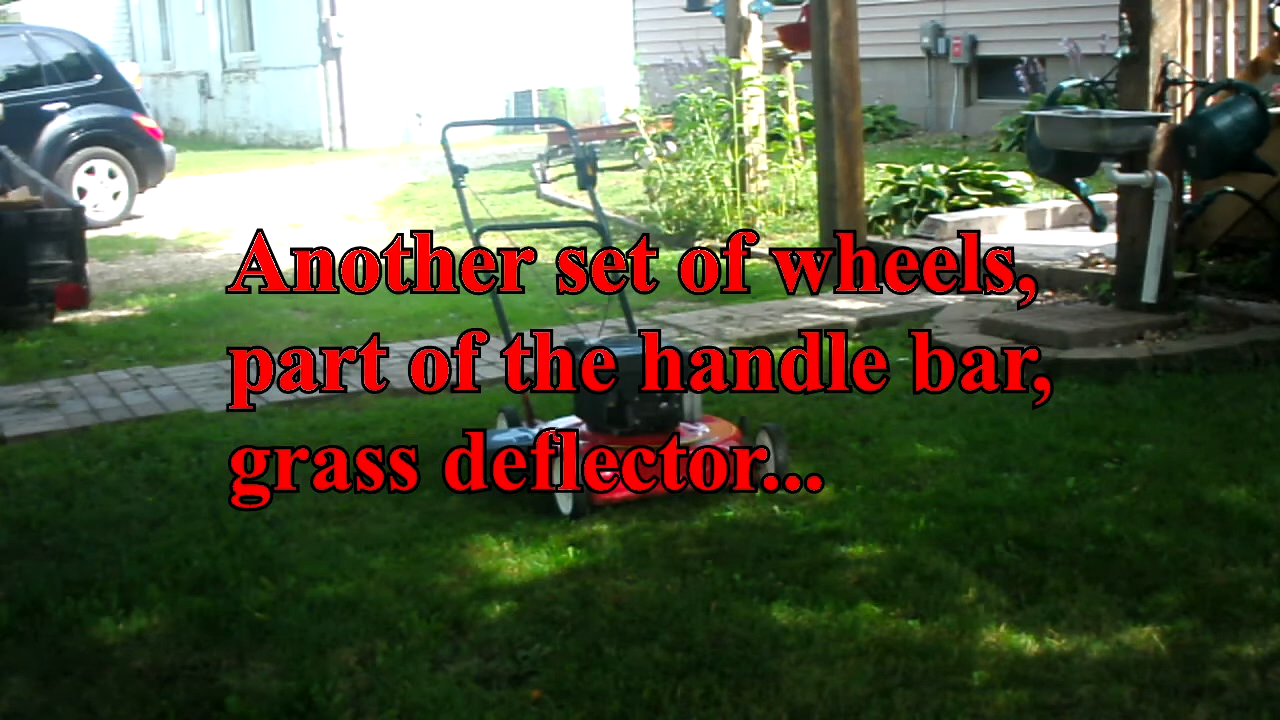 Another set of wheels,
part of the handle bar,
grass deflector...